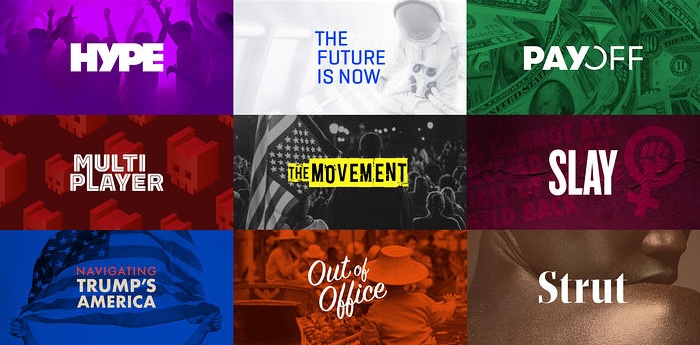 HYPE
THE
FUTURE
IS NOW
PAYOFF
MULTI
PLAYER
THE MOVEMENT
SLAY
NAVIGATING
TRUMP'S
AMERICA
Out of
Office
Strut